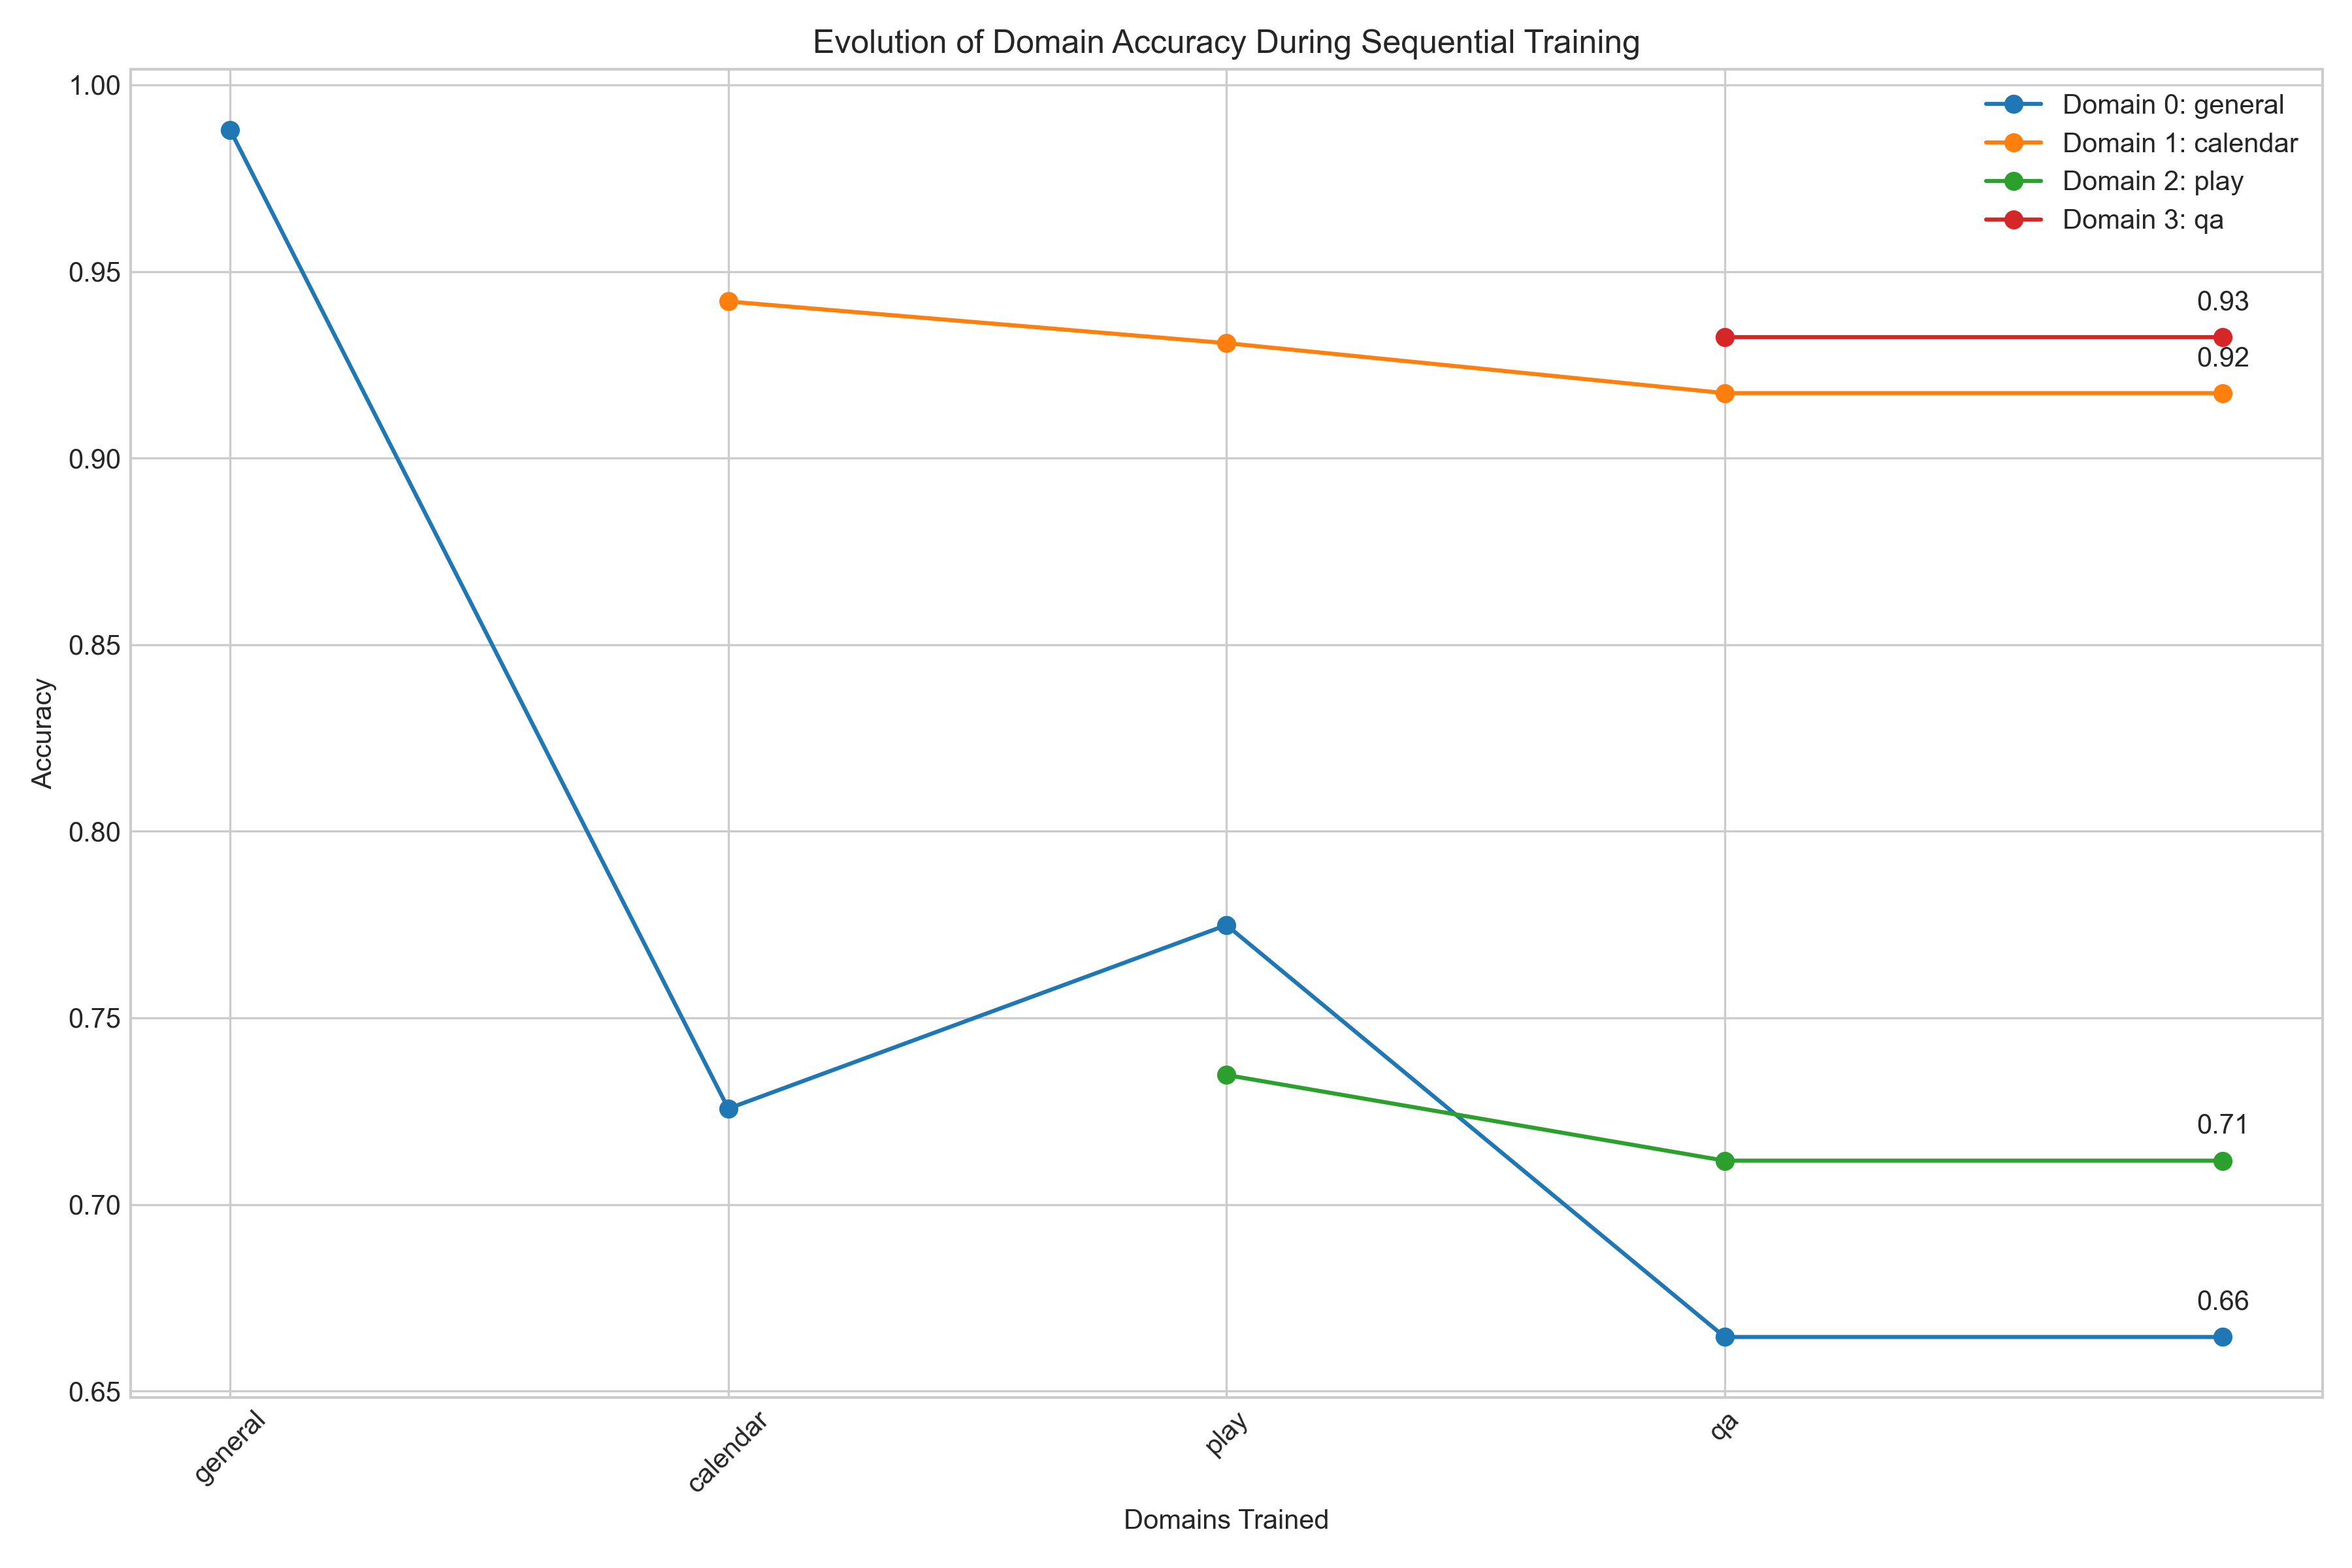 Evolution of Domain Accuracy During Sequential Training
1.00
0.95
0.90
0.85
0.80
0.75
0.70
0.65
Accuracy
Domain 0: general
Domain 1: calendar
Domain 2: play
Domain 3: qa
0.93
0.92
0.71
0.66
general
calendar
play
qa
Domains Trained